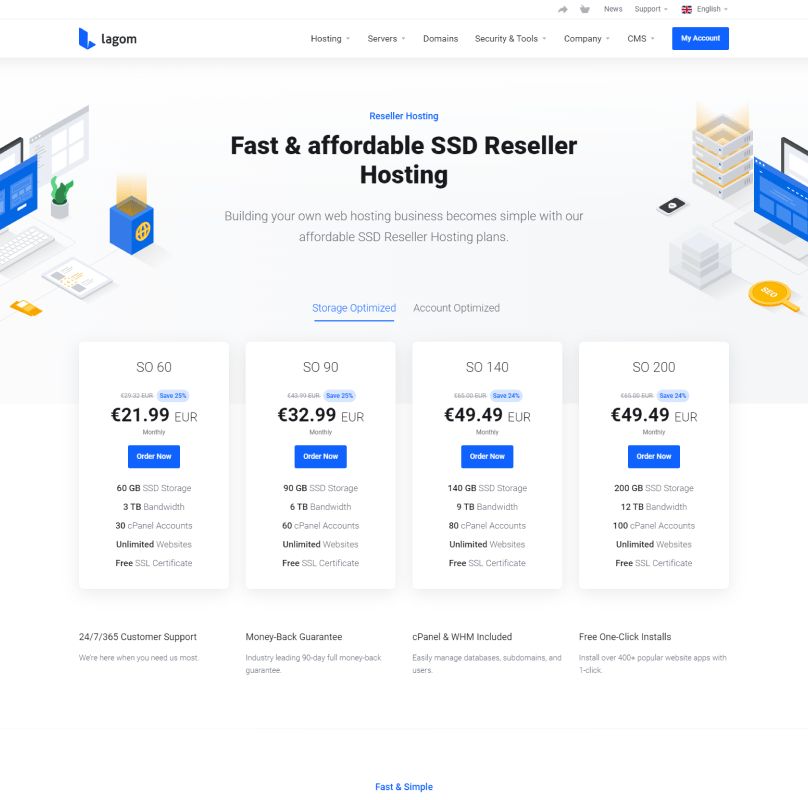 News Support English
lagom
Hosting Servers Domains Security & Tools Company CMS My Account
Reseller Hosting
Fast & affordable SSD Reseller
Hosting
Building your own web hosting business becomes simple with our
affordable SSD Reseller Hosting plans.
SEO
Storage Optimized Account Optimized
SO 60
€29.32 EUR Save 25%
€21.99 EUR
Monthly
Order Now
60 GB SSD Storage
3 TB Bandwidth
30 cPanel Accounts
Unlimited Websites
Free SSL Certificate
SO 90
€43.99 EUR Save 25%
€32.99 EUR
Monthly
Order Now
90 GB SSD Storage
6 TB Bandwidth
60 cPanel Accounts
Unlimited Websites
Free SSL Certificate
SO 140
€65.00 EUR Save 24%
€49.49 EUR
Monthly
Order Now
140 GB SSD Storage
9 TB Bandwidth
80 cPanel Accounts
Unlimited Websites
Free SSL Certificate
SO 200
€65.00 EUR Save 24%
€49.49 EUR
Monthly
Order Now
200 GB SSD Storage
12 TB Bandwidth
100 cPanel Accounts
Unlimited Websites
Free SSL Certificate
24/7/365 Customer Support
We're here when you need us most.
Money-Back Guarantee
Industry leading 90-day full money-back
guarantee.
cPanel & WHM Included
Easily manage databases, subdomains, and
users.
Free One-Click Installs
Install over 400+ popular website apps with
1-click.
Fast & Simple